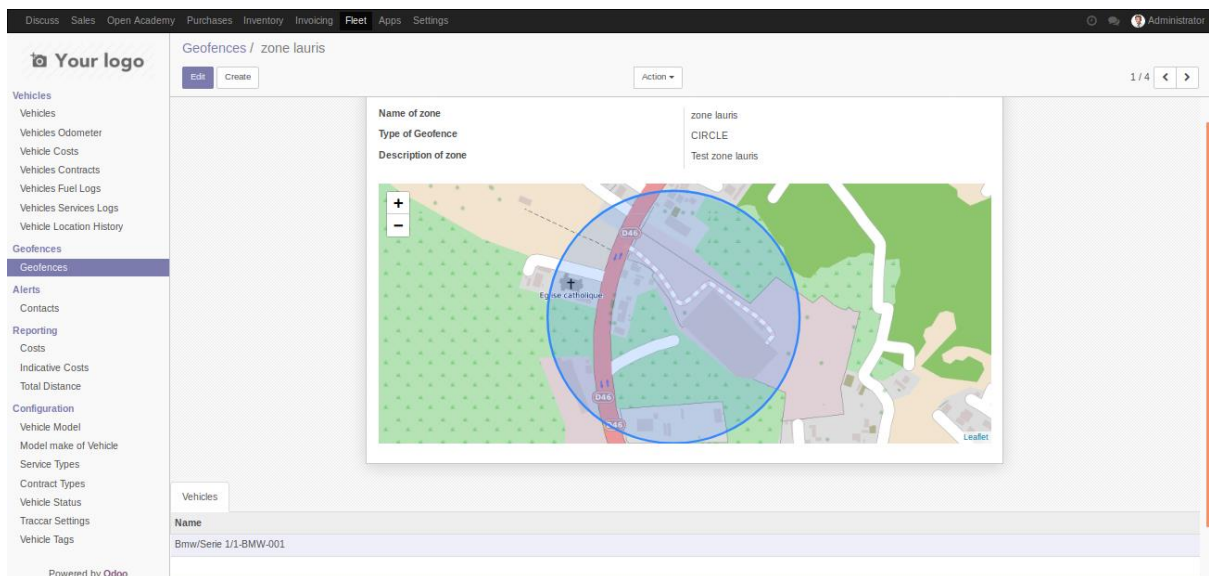 Discuss Sales Open Academy Purchases Inventory Invoicing Fleet Apps Settings Administrator
Your logo
Geofences / zone lauris
Edit Create Action 1 / 4
Vehicles
Vehicles
Vehicles Odometer
Vehicle Costs
Vehicles Contracts
Vehicles Fuel Logs
Vehicles Services Logs
Vehicle Location History
Geofences
Geofences
Alerts
Contacts
Reporting
Costs
Indicative Costs
Total Distance
Configuration
Vehicle Model
Model make of Vehicle
Service Types
Contract Types
Vehicle Status
Traccar Settings
Vehicle Tags
Powered by Odoo
Name of zone zone lauris
Type of Geofence CIRCLE
Description of zone Test zone lauris
+
−
D46
Église catholique
D46
D46
Leaflet
Vehicles
Name
Bmw/Serie 1/1-BMW-001